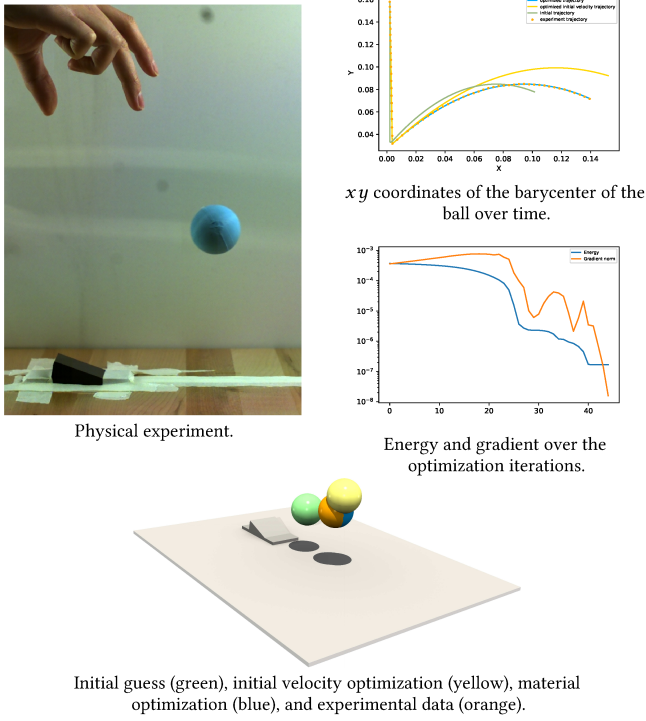 optimized trajectory
optimized initial velocity trajectory
initial trajectory
experiment trajectory
0.16
0.10
0.08
0.06
0.04
Y
0.00 0.02 0.04 0.06 0.08 0.10 0.12 0.14
X
xy coordinates of the barycenter of the
ball over time.
Energy
Gradient norm
10⁻³
10⁻⁴
10⁻⁵
10⁻⁶
10⁻⁷
10⁻⁸
0 10 20 30 40
Physical experiment.
Energy and gradient over the
optimization iterations.
Initial guess (green), initial velocity optimization (yellow), material
optimization (blue), and experimental data (orange).